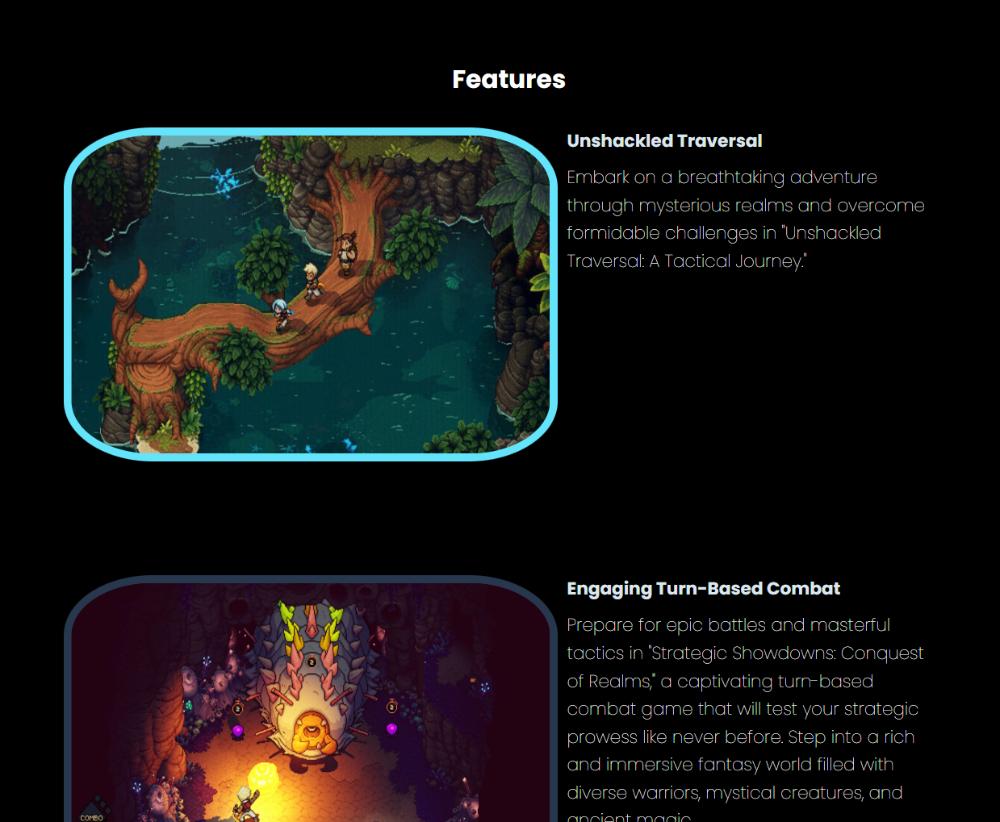 Features
Unshackled Traversal
Embark on a breathtaking adventure
through mysterious realms and overcome
formidable challenges in "Unshackled
Traversal: A Tactical Journey."
Engaging Turn-Based Combat
Prepare for epic battles and masterful
tactics in "Strategic Showdowns: Conquest
of Realms," a captivating turn-based
combat game that will test your strategic
prowess like never before. Step into a rich
and immersive fantasy world filled with
diverse warriors, mystical creatures, and
ancient magic.
2
2
2
COMBO